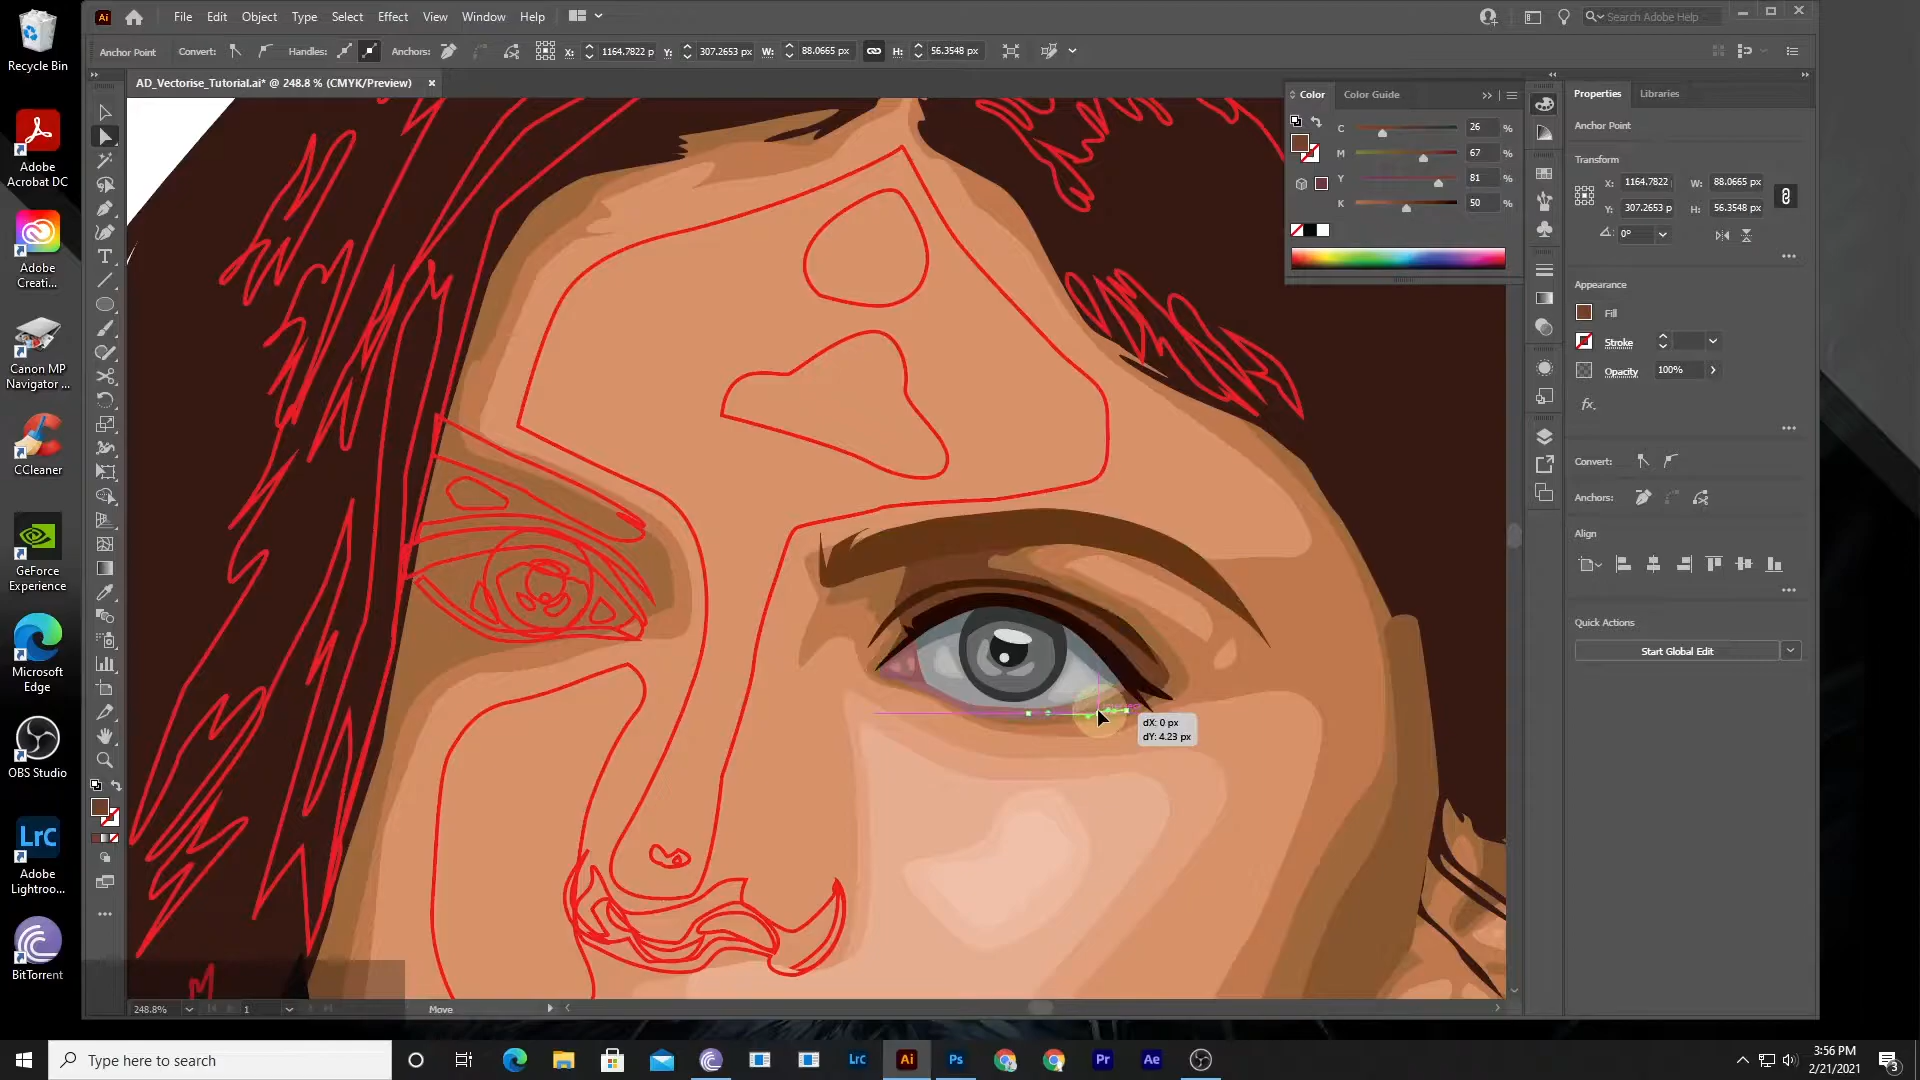 Recycle Bin
Adobe
Acrobat DC
Adobe
Creati...
Canon MP
Navigator ...
CCleaner
GeForce
Experience
Microsoft
Edge
OBS Studio
Lrc
Adobe
Lightroo...
BitTorrent
Ai
File
Edit
Object
Type
Select
Effect
View
Window
Help
Search Adobe Help
Anchor Point
Convert:
Handles:
Anchors:
X:
1164.7822 p
Y:
307.2653 px
W:
88.0665 px
H:
56.3548 px
AD_Vectorise_Tutorial.ai* @ 248.8 % (CMYK/Preview)
Color
Color Guide
C
26
%
M
67
%
Y
81
%
K
50
%
Properties
Libraries
Anchor Point
Transform
X:
1164.7822
W:
88.0665 px
Y:
307.2653 p
H:
56.3548 px
0°
Appearance
Fill
Stroke
Opacity
100%
fx.
Convert:
Anchors:
Align
Quick Actions
Start Global Edit
dX: 0 px
dY: 4.23 px
248.8%
1
Move
Type here to search
Lrc
Ai
Ps
Pr
Ae
3:56 PM
2/21/2021
3